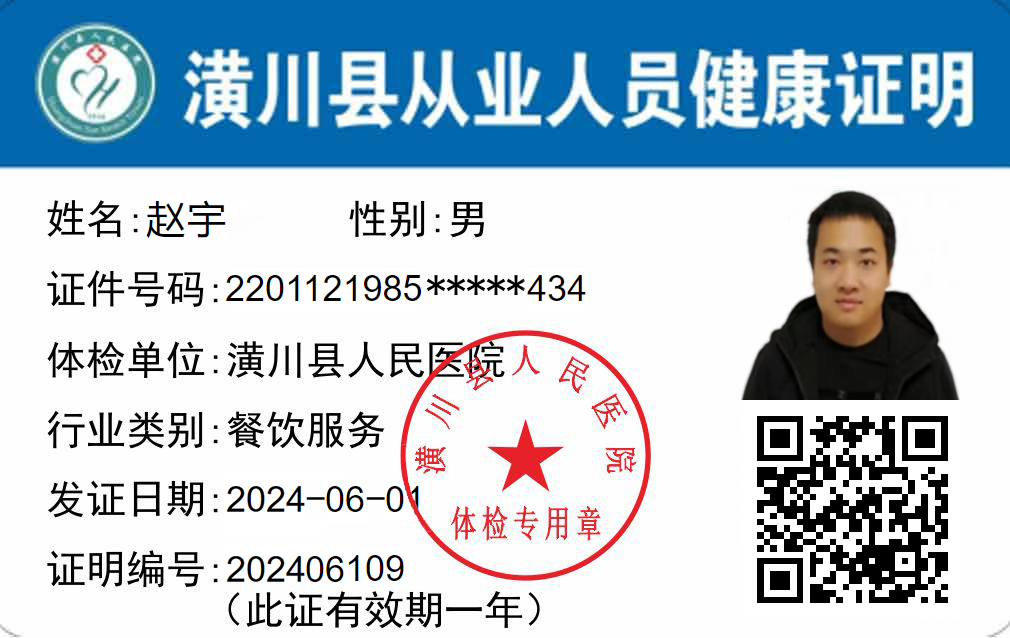 潢川县从业人员健康证明
姓名:赵宇 性别:男
证件号码:2201121985*****434
体检单位:潢川县人民医院
行业类别:餐饮服务
发证日期:2024-06-01
证明编号:202406109
(此证有效期一年)
潢川县人民医院
体检专用章